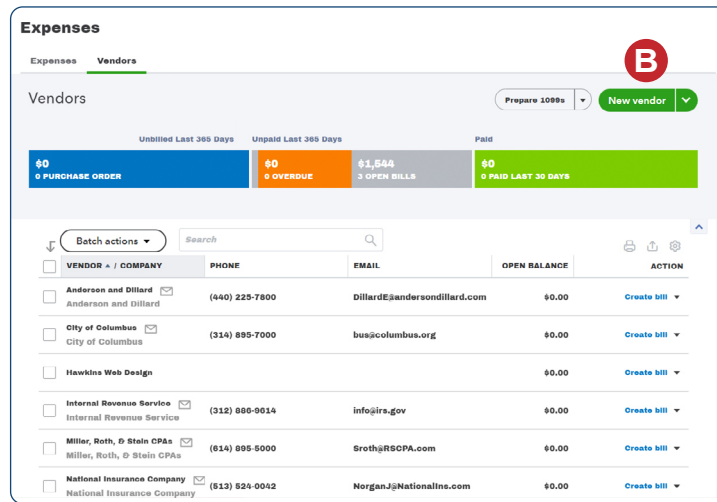 Expenses
Expenses Vendors
B
Vendors
Prepare 1099s
New vendor
Unbilled Last 365 Days Unpaid Last 365 Days Paid
$0 $0 $1,544 $0
0 PURCHASE ORDER 0 OVERDUE 3 OPEN BILLS 0 PAID LAST 30 DAYS
Batch actions Search
VENDOR / COMPANY PHONE EMAIL OPEN BALANCE ACTION
Anderson and Dillard
Anderson and Dillard
(440) 225-7800 DillardE@andersondillard.com $0.00 Create bill
City of Columbus
City of Columbus
(314) 895-7000 bus@columbus.org $0.00 Create bill
Hawkins Web Design $0.00 Create bill
Internal Revenue Service
Internal Revenue Service
(312) 886-9614 info@irs.gov $0.00 Create bill
Miller, Roth, & Stein CPAs
Miller, Roth, & Stein CPAs
(614) 895-5000 Sroth@RSCPA.com $0.00 Create bill
National Insurance Company
National Insurance Company
(513) 524-0042 NorganJ@NationalIns.com $0.00 Create bill